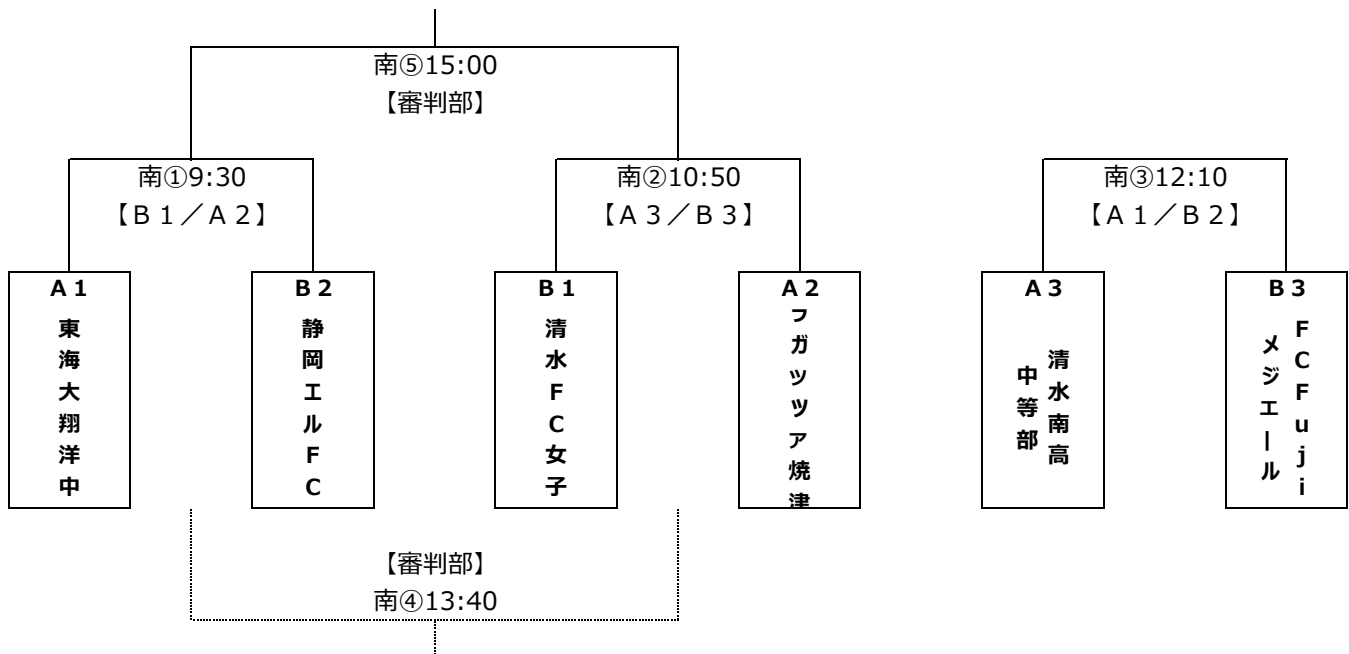 南⑤15:00
【審判部】
南①9:30
【Ｂ１／Ａ２】
南②10:50
【Ａ３／Ｂ３】
南③12:10
【Ａ１／Ｂ２】
Ａ１
東海大翔洋中
Ｂ２
静岡エルＦＣ
Ｂ１
清水ＦＣ女子
Ａ２
ラガッツァ焼津
Ａ３
清水南高
中等部
Ｂ３
ＦＣＦｕｊｉ
メジエール
【審判部】
南④13:40